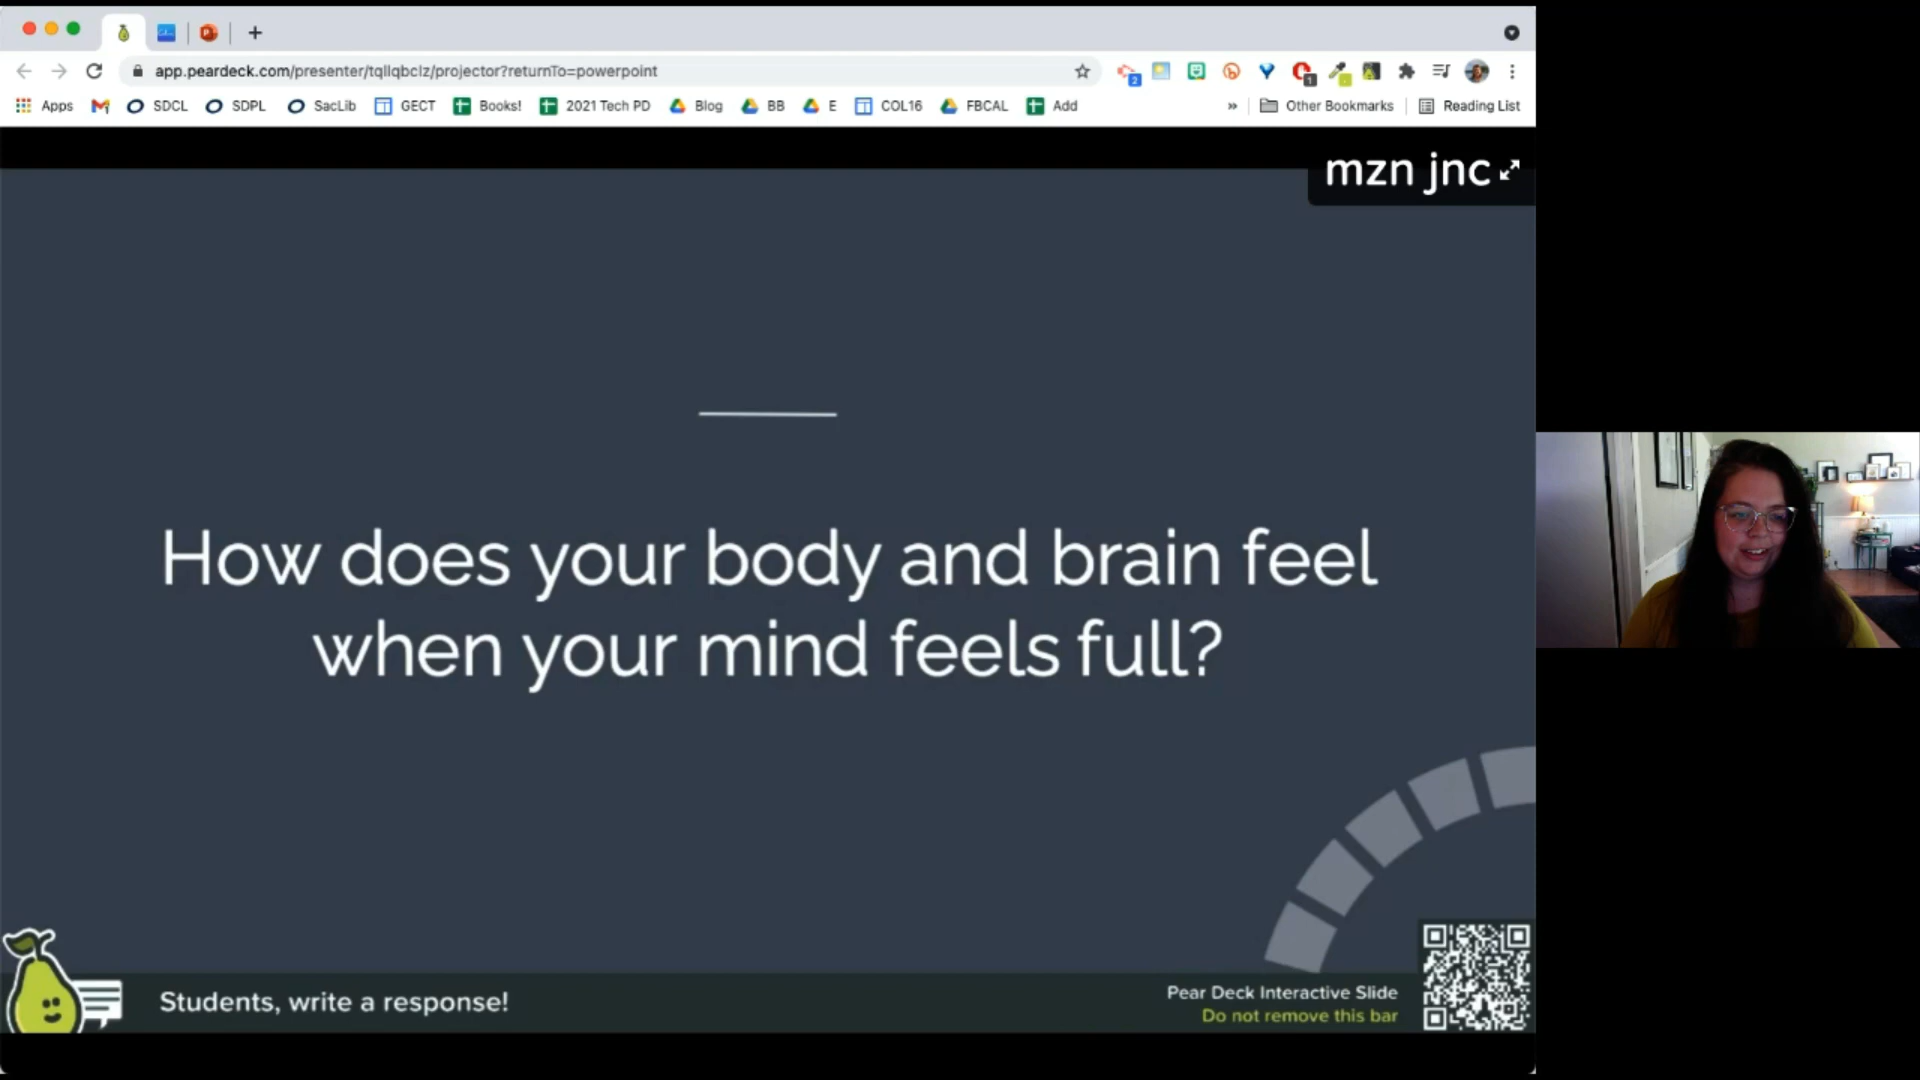 app.peardeck.com/presenter/tqllqbclz/projector?returnTo=powerpoint
Apps SDCL SDPL SacLib GECT Books! 2021 Tech PD Blog BB E COL16 FBCAL Add » Other Bookmarks Reading List
mzn jnc
How does your body and brain feel
when your mind feels full?
Students, write a response!
Pear Deck Interactive Slide
Do not remove this bar